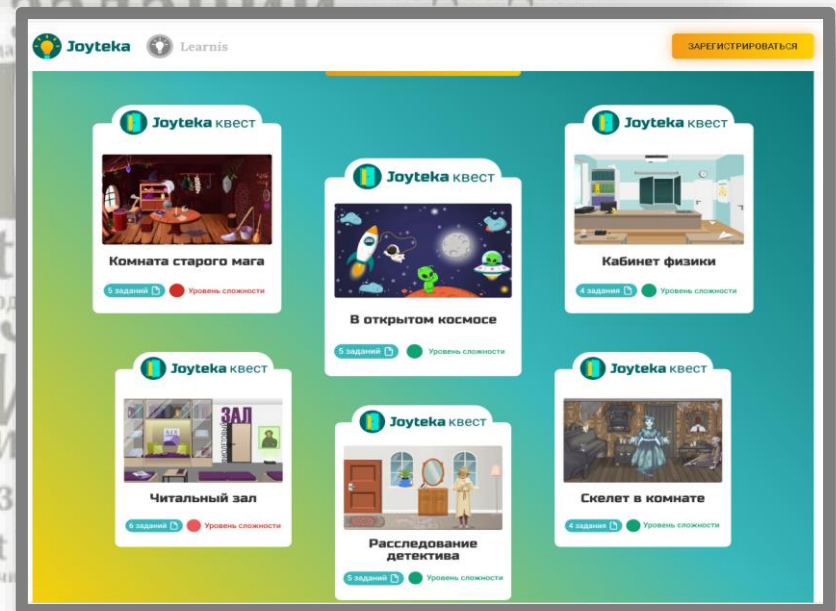 Joyteka
Learnis
ЗАРЕГИСТРИРОВАТЬСЯ
Joyteka квест
Комната старого мага
5 заданий
Уровень сложности
Joyteka квест
В открытом космосе
5 заданий
Уровень сложности
Joyteka квест
Кабинет физики
4 задания
Уровень сложности
Joyteka квест
ЗАЛ
Читальный зал
6 заданий
Уровень сложности
Joyteka квест
Расследование
детектива
5 заданий
Уровень сложности
Joyteka квест
Скелет в комнате
4 задания
Уровень сложности